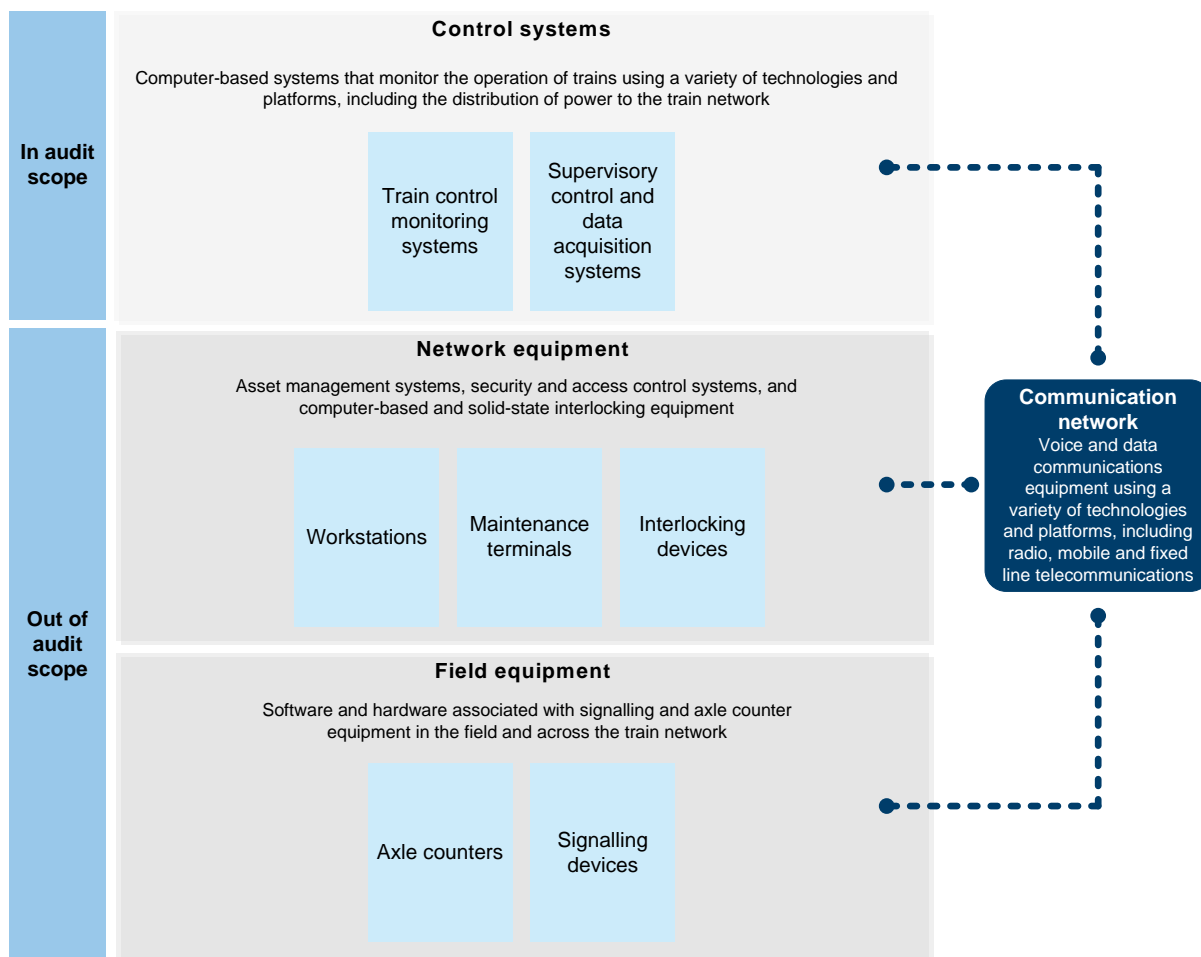 Control systems
Computer-based systems that monitor the operation of trains using a variety of technologies and
platforms, including the distribution of power to the train network
In audit
scope
Train control
monitoring
systems
Supervisory
control and
data
acquisition
systems
Network equipment
Asset management systems, security and access control systems, and
computer-based and solid-state interlocking equipment
Workstations
Maintenance
terminals
Interlocking
devices
Communication
network
Voice and data
communications
equipment using a
variety of technologies
and platforms, including
radio, mobile and fixed
line telecommunications
Out of
audit
scope
Field equipment
Software and hardware associated with signalling and axle counter
equipment in the field and across the train network
Axle counters
Signalling
devices